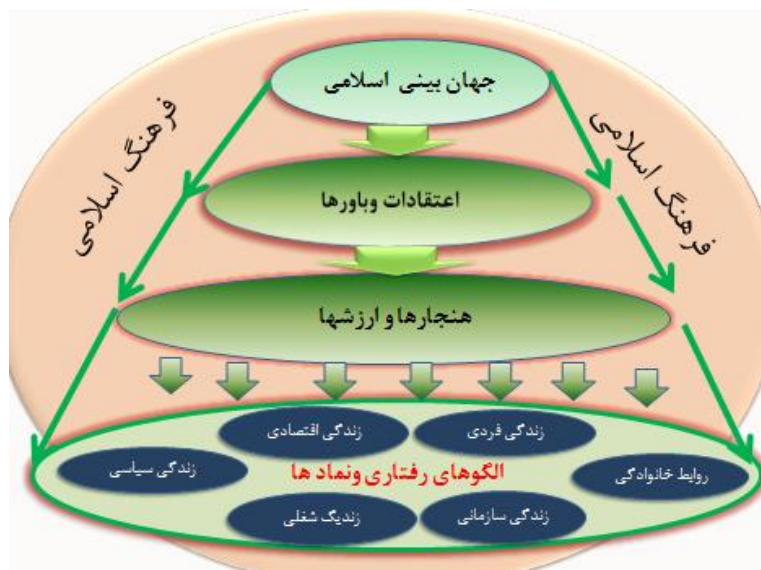 جهان بینی اسلامی
فرهنگ اسلامی
فرهنگ اسلامی
اعتقادات وباورها
هنجارها و ارزشها
زندگی فردی
زندگی اقتصادی
روابط خانوادگی
الگوهای رفتاری ونماد ها
زندگی سیاسی
زندگی سازمانی
زندیگ شغلی